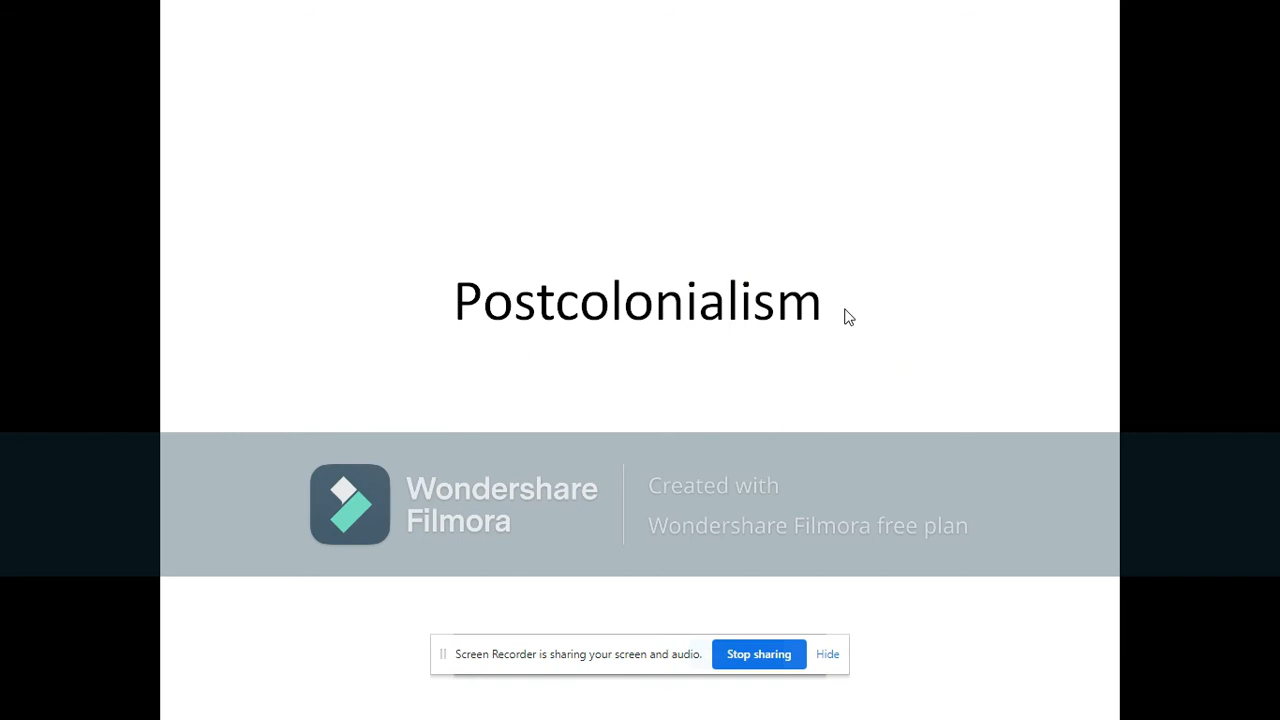 Postcolonialism
Wondershare
Filmora
Created with
Wondershare Filmora free plan
Screen Recorder is sharing your screen and audio. Stop sharing Hide